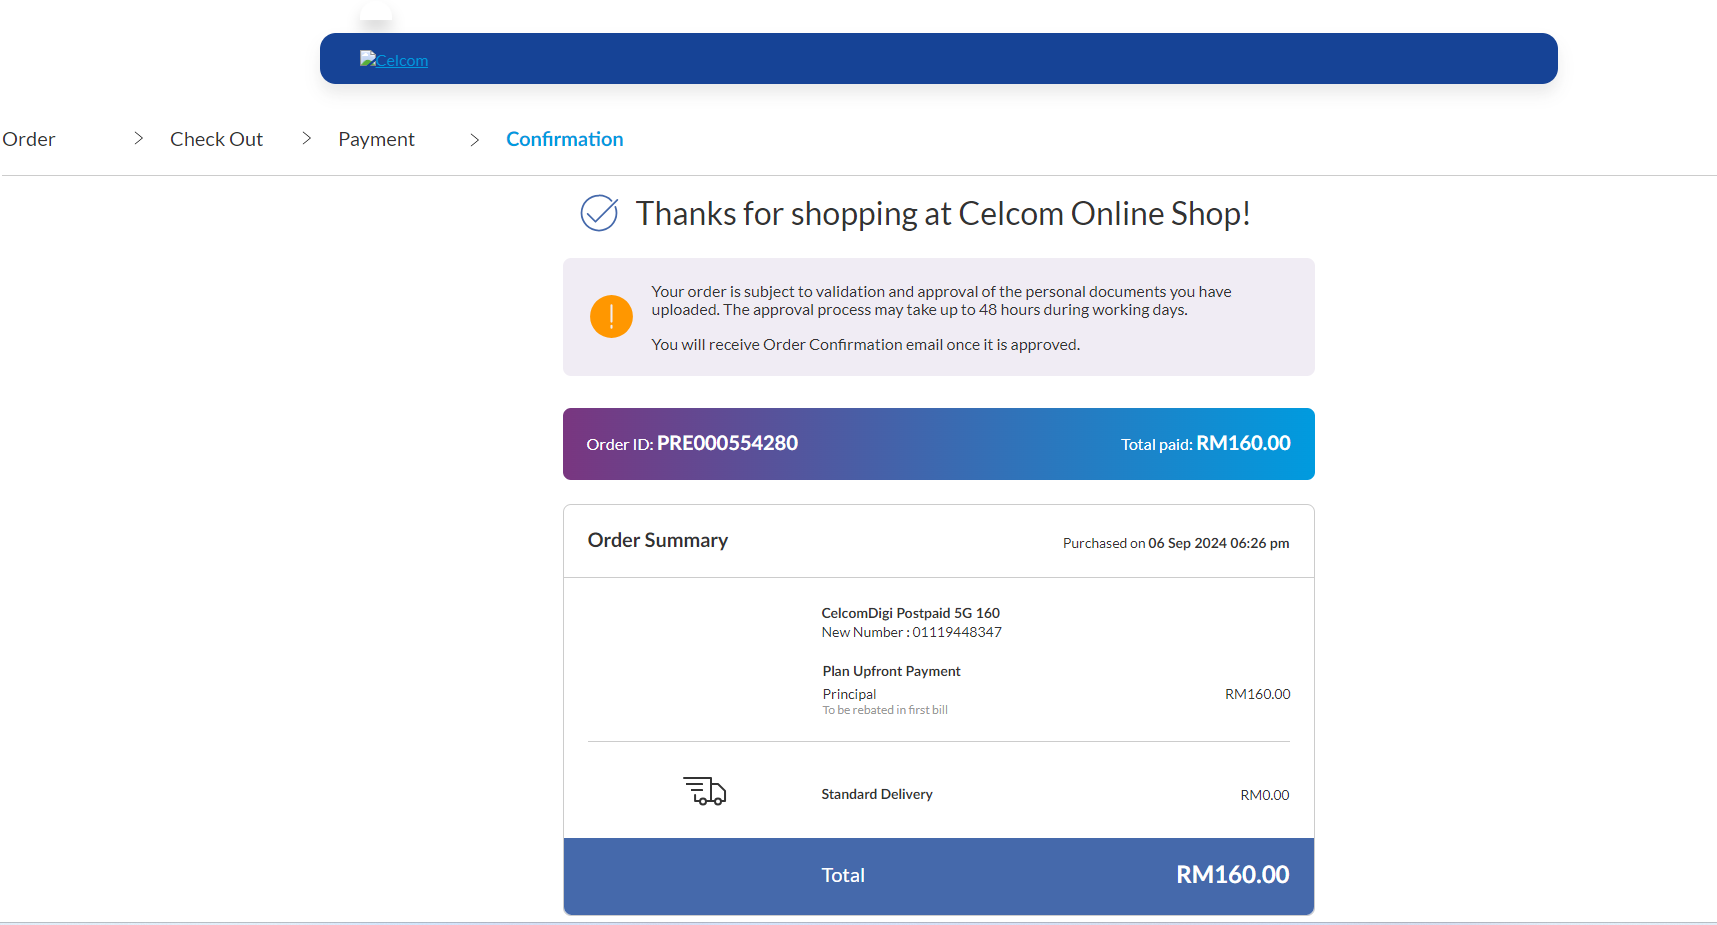 Celcom
Order
Check Out
Payment
Confirmation
Thanks for shopping at Celcom Online Shop!
Your order is subject to validation and approval of the personal documents you have
uploaded. The approval process may take up to 48 hours during working days.
You will receive Order Confirmation email once it is approved.
Order ID: PRE000554280
Total paid: RM160.00
Order Summary
Purchased on 06 Sep 2024 06:26 pm
CelcomDigi Postpaid 5G 160
New Number : 01119448347
Plan Upfront Payment
Principal RM160.00
To be rebated in first bill
Standard Delivery RM0.00
Total RM160.00